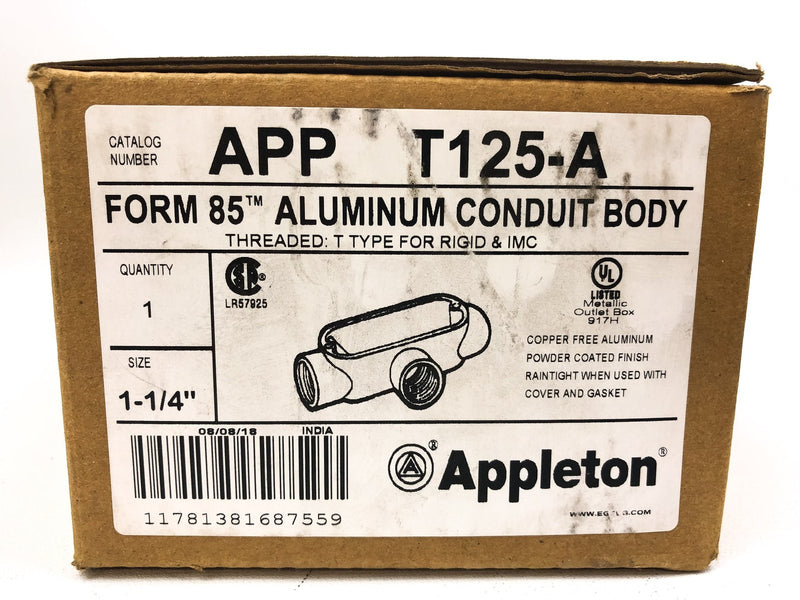 CATALOG
NUMBER
APP T125-A
FORM 85™ ALUMINUM CONDUIT BODY
THREADED: T TYPE FOR RIGID & IMC
QUANTITY
1
SIZE
1-1/4"
®
LR57925
UL
LISTED
Metallic
Outlet Box
917H
COPPER FREE ALUMINUM
POWDER COATED FINISH
RAINTIGHT WHEN USED WITH
COVER AND GASKET
08/08/18 INDIA
11781381687559
® Appleton®